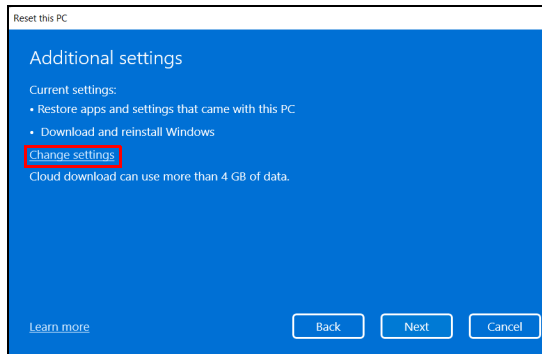 Reset this PC
Additional settings
Current settings:
• Restore apps and settings that came with this PC
• Download and reinstall Windows
Change settings
Cloud download can use more than 4 GB of data.
Learn more
Back
Next
Cancel